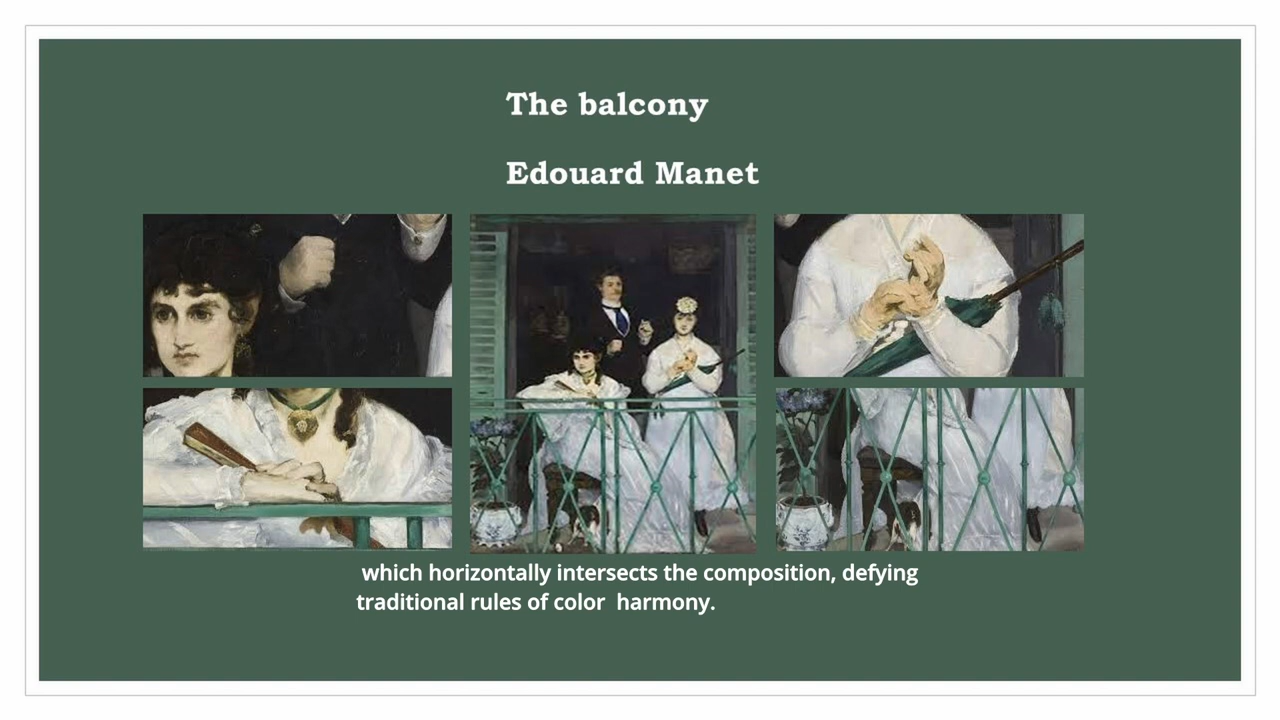 The balcony
Edouard Manet
which horizontally intersects the composition, defying
traditional rules of color harmony.